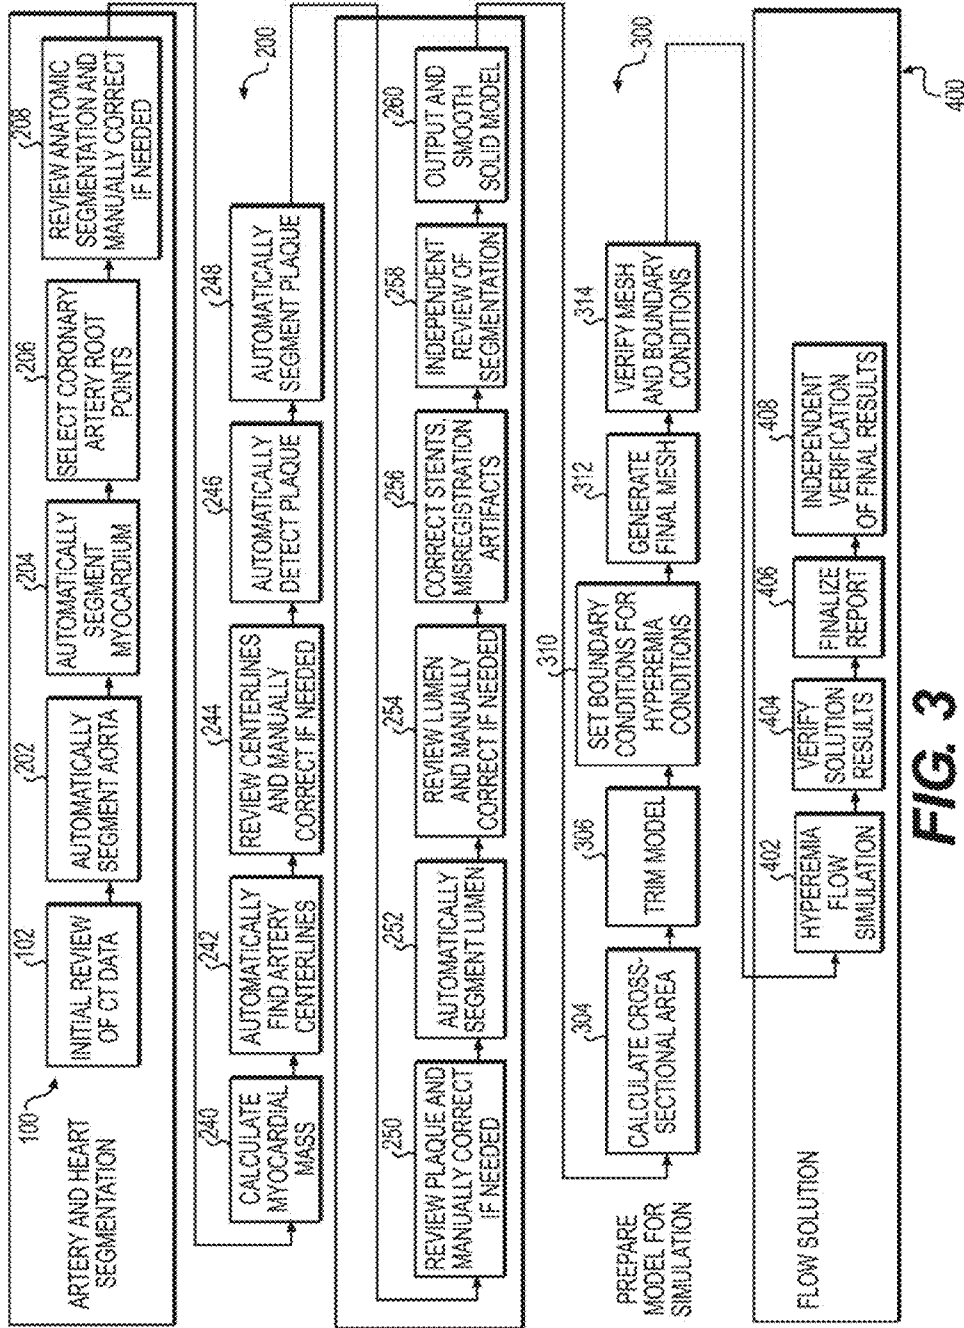 ARTERY AND HEART
SEGMENTATION
100
102
INITIAL REVIEW
OF CT DATA
202
AUTOMATICALLY
SEGMENT AORTA
204
AUTOMATICALLY
SEGMENT
MYOCARDIUM
206
SELECT CORONARY
ARTERY ROOT
POINTS
208
REVIEW ANATOMIC
SEGMENTATION AND
MANUALLY CORRECT
IF NEEDED
240
CALCULATE
MYOCARDIAL
MASS
242
AUTOMATICALLY
FIND ARTERY
CENTERLINES
244
REVIEW CENTERLINES
AND MANUALLY
CORRECT IF NEEDED
246
AUTOMATICALLY
DETECT PLAQUE
248
AUTOMATICALLY
SEGMENT PLAQUE
200
250
REVIEW PLAQUE AND
MANUALLY CORRECT
IF NEEDED
252
AUTOMATICALLY
SEGMENT LUMEN
254
REVIEW LUMEN
AND MANUALLY
CORRECT IF NEEDED
256
CORRECT STENTS,
MISREGISTRATION
ARTIFACTS
258
INDEPENDENT
REVIEW OF
SEGMENTATION
260
OUTPUT AND
SMOOTH
SOLID MODEL
PREPARE
MODEL FOR
SIMULATION
304
CALCULATE CROSS-
SECTIONAL AREA
306
TRIM MODEL
310
SET BOUNDARY
CONDITIONS FOR
HYPEREMIA
CONDITIONS
312
GENERATE
FINAL MESH
314
VERIFY MESH
AND BOUNDARY
CONDITIONS
300
FLOW SOLUTION
402
HYPEREMIA
FLOW
SIMULATION
404
VERIFY
SOLUTION
RESULTS
406
FINALIZE
REPORT
408
INDEPENDENT
VERIFICATION
OF FINAL RESULTS
400
FIG. 3